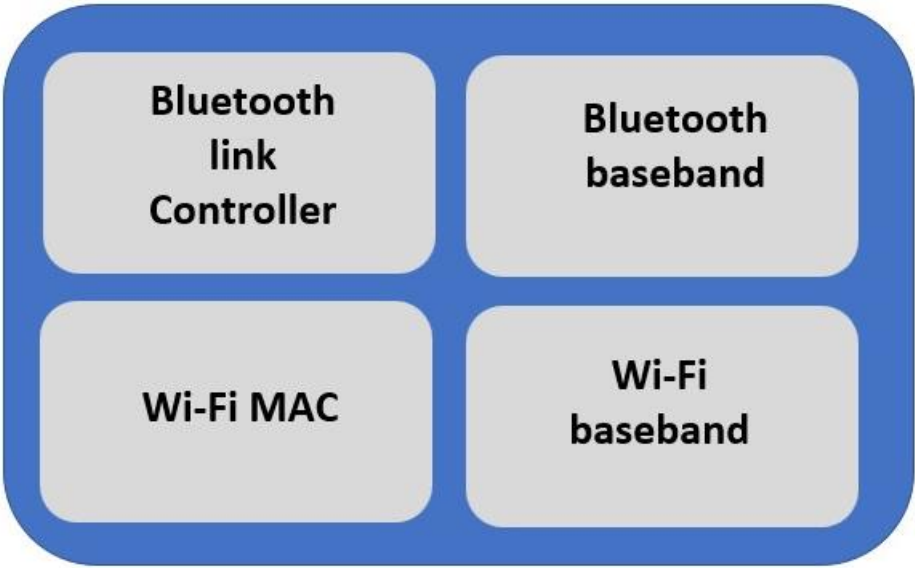 Bluetooth
link
Controller
Bluetooth
baseband
Wi-Fi MAC
Wi-Fi
baseband